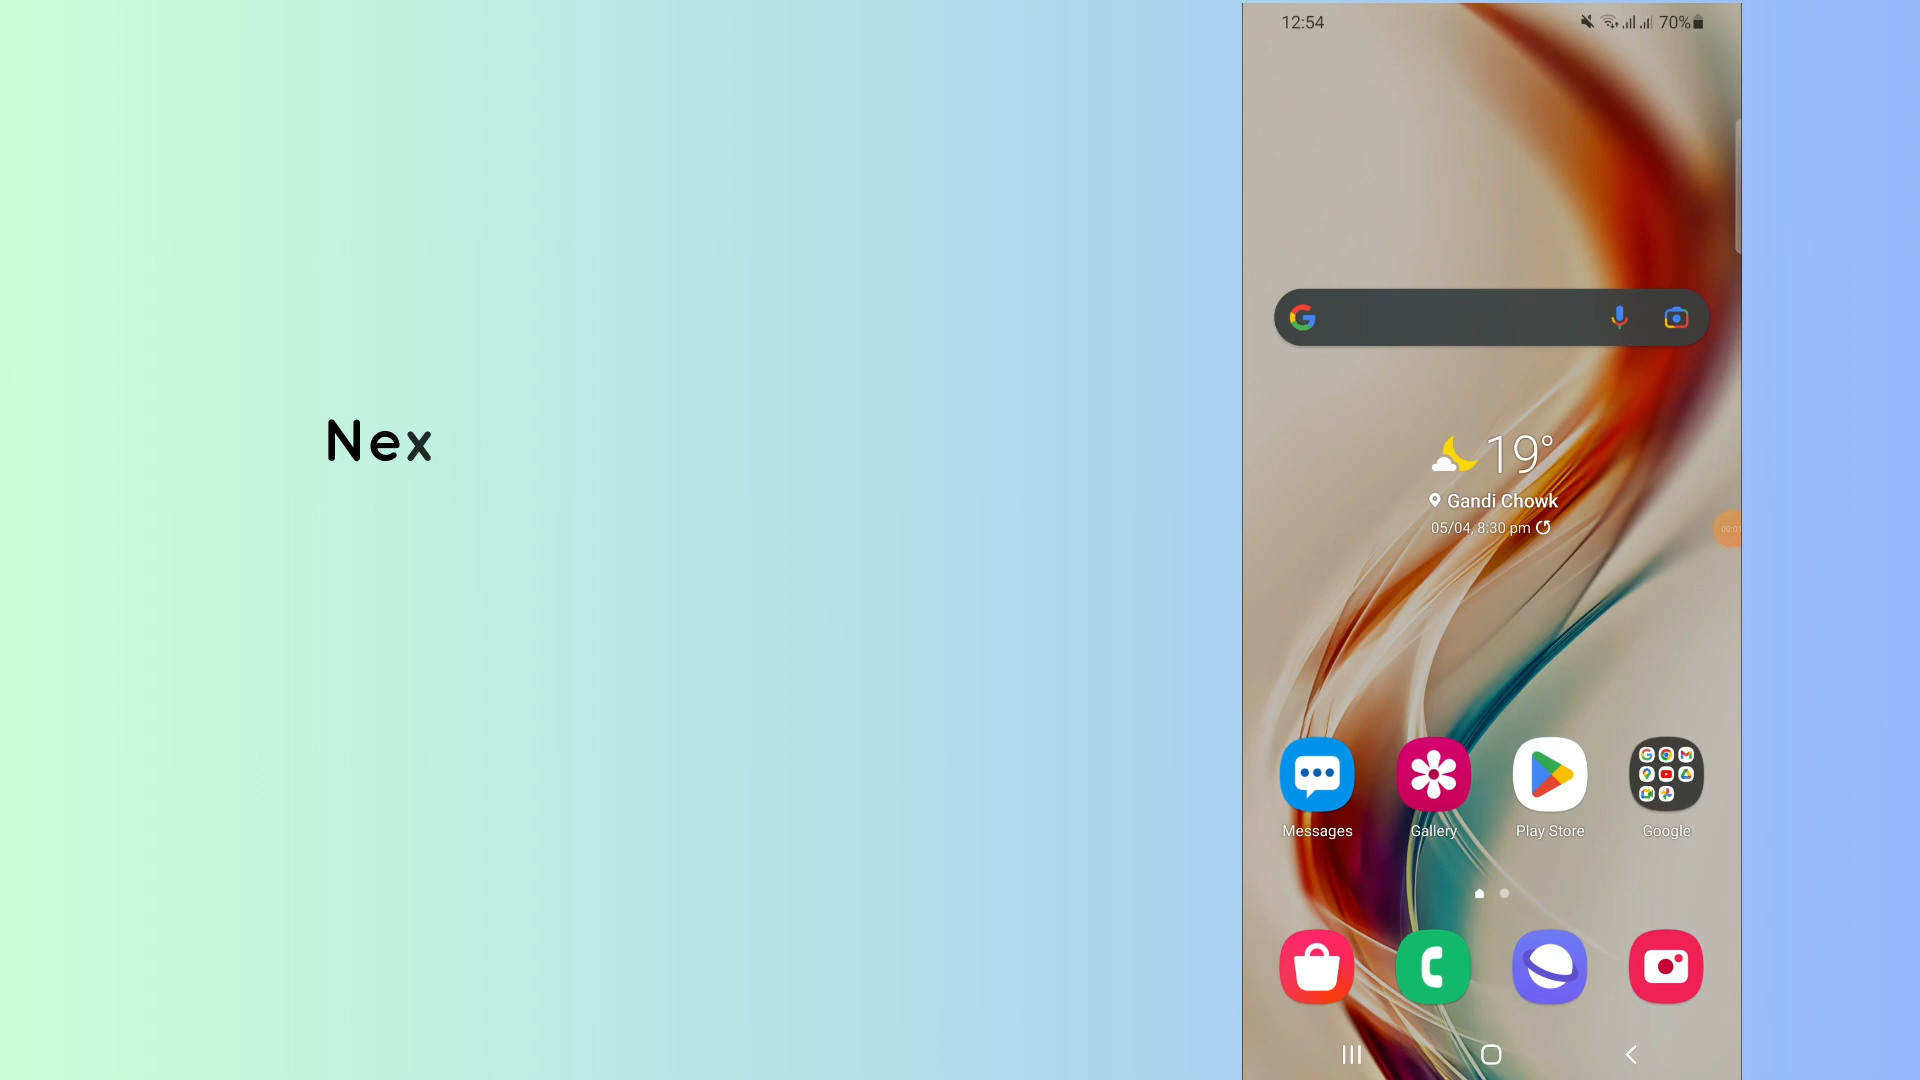 Nex
12:54
70%
19°
Gandi Chowk
05/04, 8:30 pm
Messages
Gallery
Play Store
Google